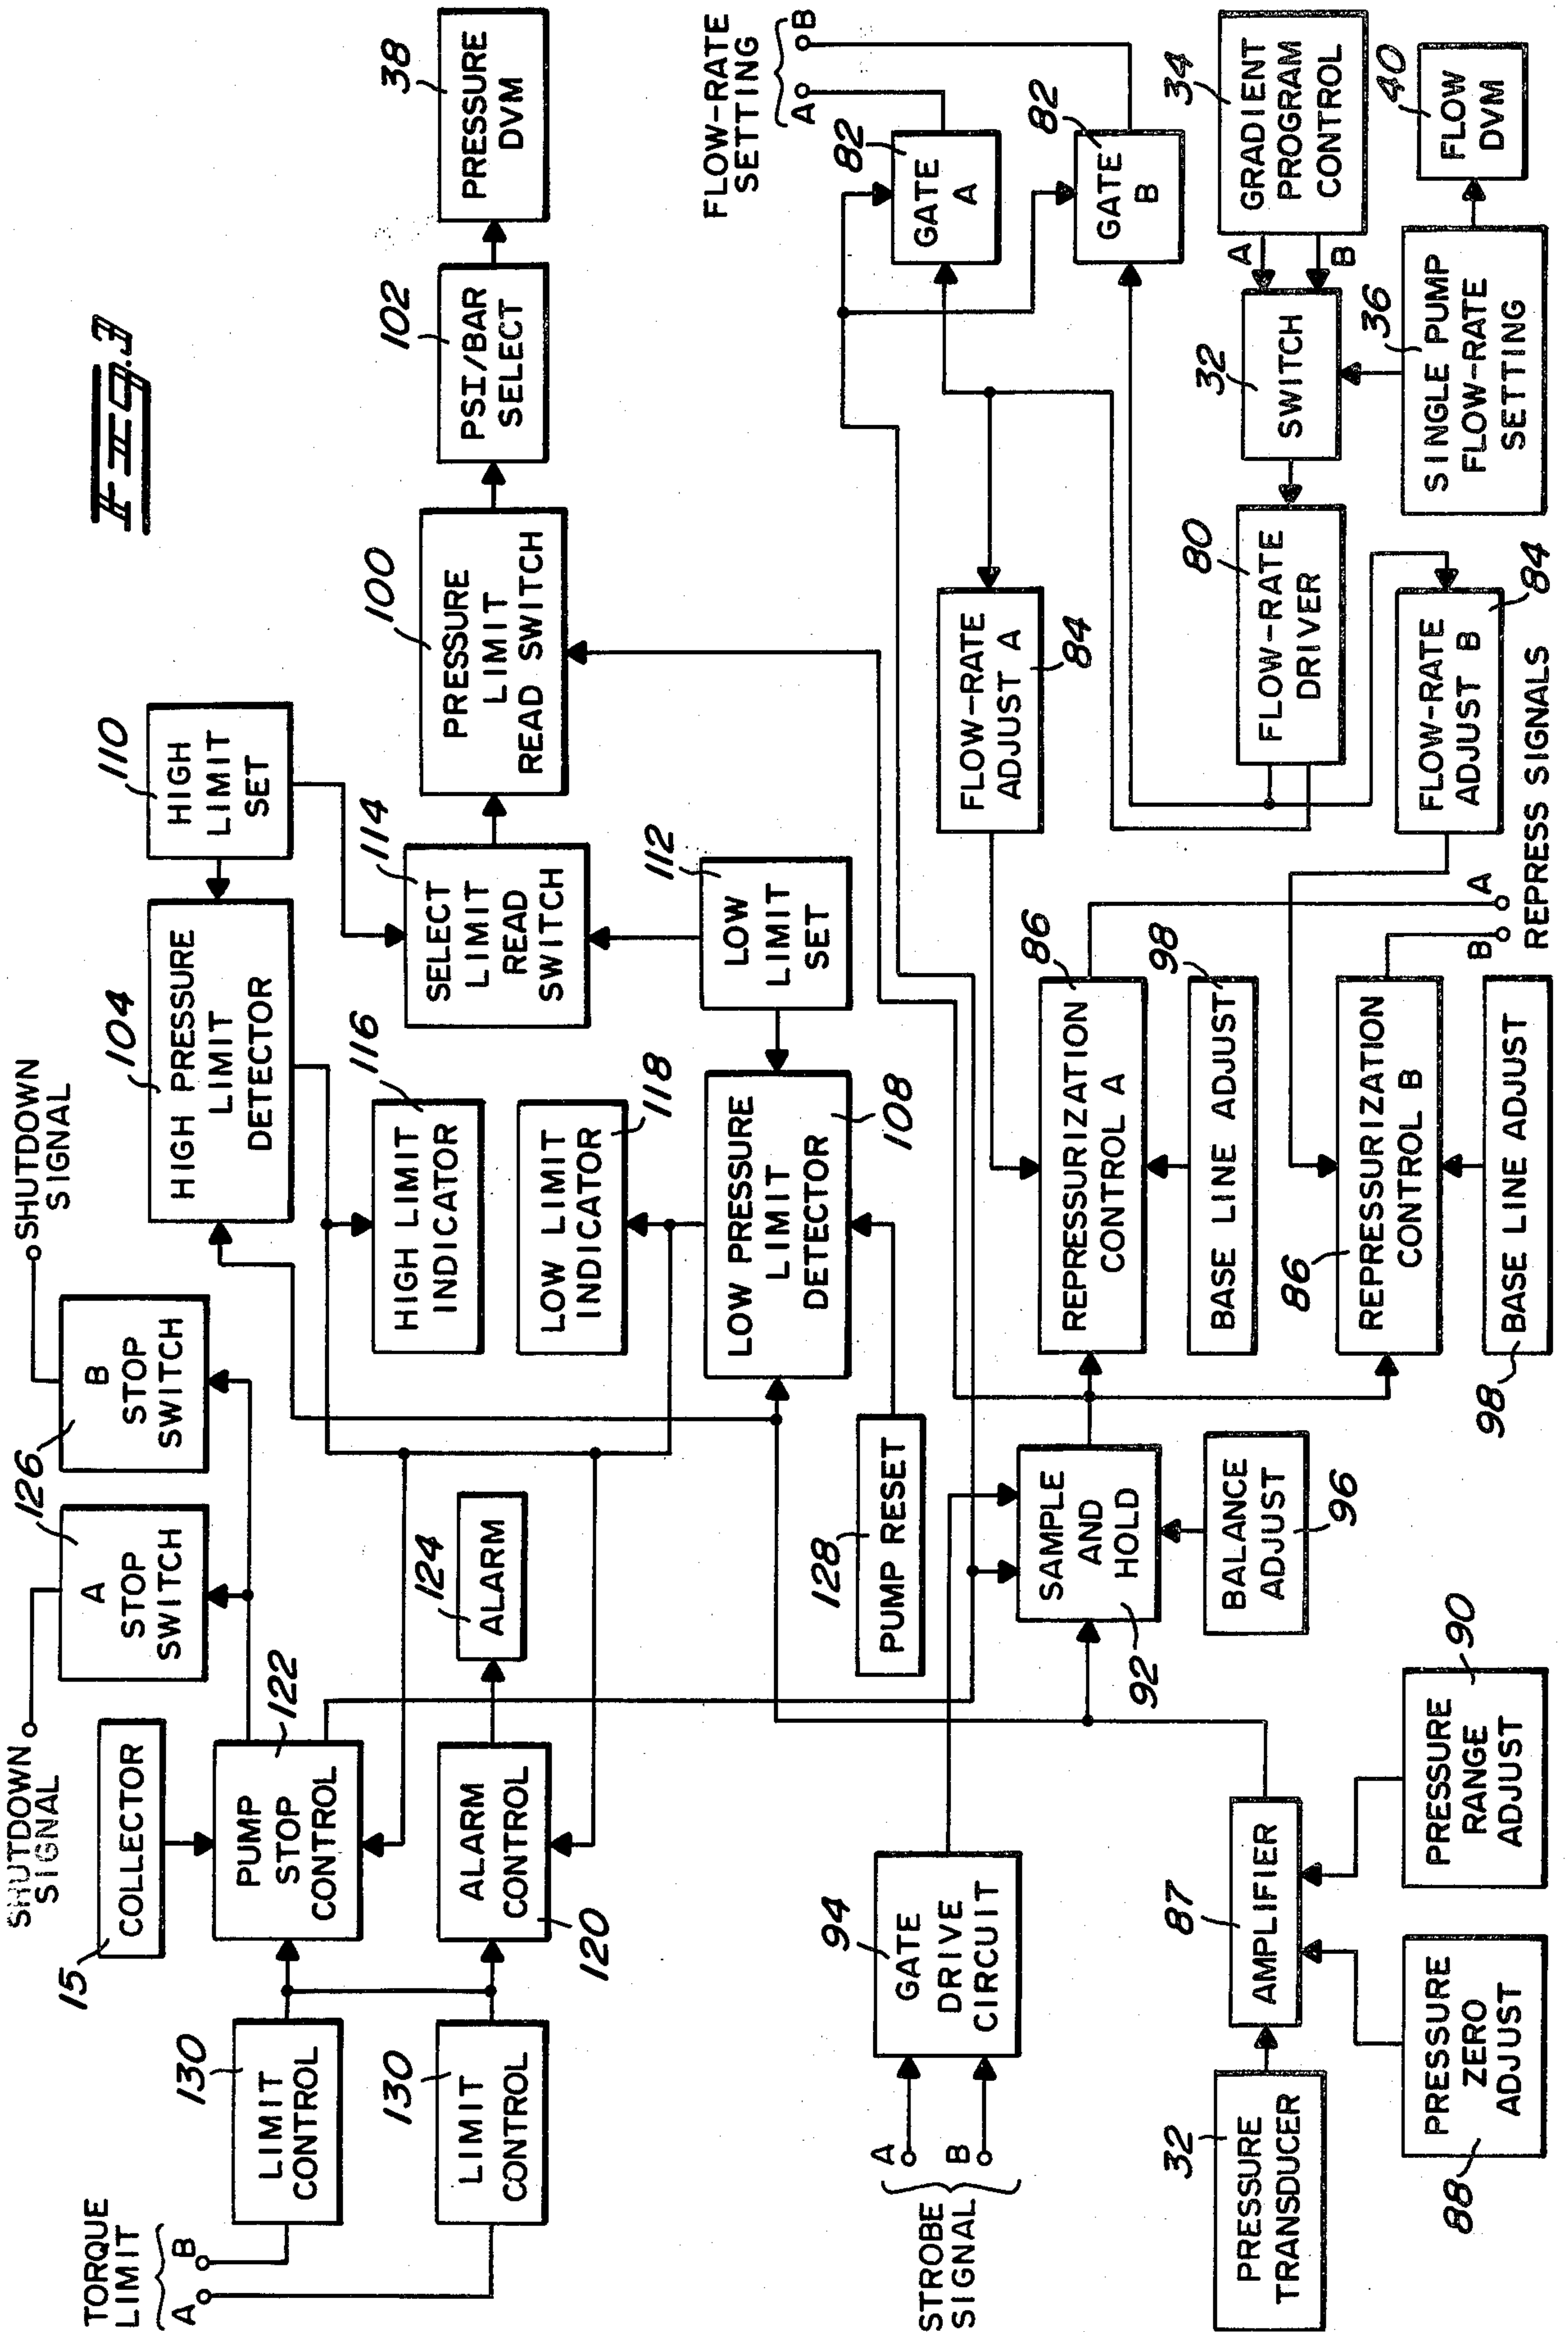 FIG. 3
TORQUE
LIMIT
A
B
130
LIMIT
CONTROL
130
LIMIT
CONTROL
SHUTDOWN
SIGNAL
15
COLLECTOR
PUMP
STOP
CONTROL
122
ALARM
CONTROL
120
124
ALARM
126
A
STOP
SWITCH
B
STOP
SWITCH
SHUTDOWN
SIGNAL
104
HIGH PRESSURE
LIMIT
DETECTOR
110
HIGH
LIMIT
SET
116
HIGH LIMIT
INDICATOR
118
LOW LIMIT
INDICATOR
114
SELECT
LIMIT
READ
SWITCH
100
PRESSURE
LIMIT
READ SWITCH
102
PSI/BAR
SELECT
38
PRESSURE
DVM
112
LOW
LIMIT
SET
108
LOW PRESSURE
LIMIT
DETECTOR
128
PUMP RESET
STROBE
SIGNAL
A
B
94
GATE
DRIVE
CIRCUIT
SAMPLE
AND
HOLD
92
BALANCE
ADJUST
96
32
PRESSURE
TRANSDUCER
87
AMPLIFIER
88
PRESSURE
ZERO
ADJUST
90
PRESSURE
RANGE
ADJUST
86
REPRESSURIZATION
CONTROL A
98
BASE LINE ADJUST
86
REPRESSURIZATION
CONTROL B
98
BASE LINE ADJUST
B
A
REPRESS SIGNALS
FLOW-RATE
ADJUST A
84
80
FLOW-RATE
DRIVER
FLOW-RATE
ADJUST B
84
FLOW-RATE
SETTING
A
B
82
GATE
A
82
GATE
B
32
SWITCH
A
B
34
GRADIENT
PROGRAM
CONTROL
36
SINGLE PUMP
FLOW-RATE
SETTING
40
FLOW
DVM